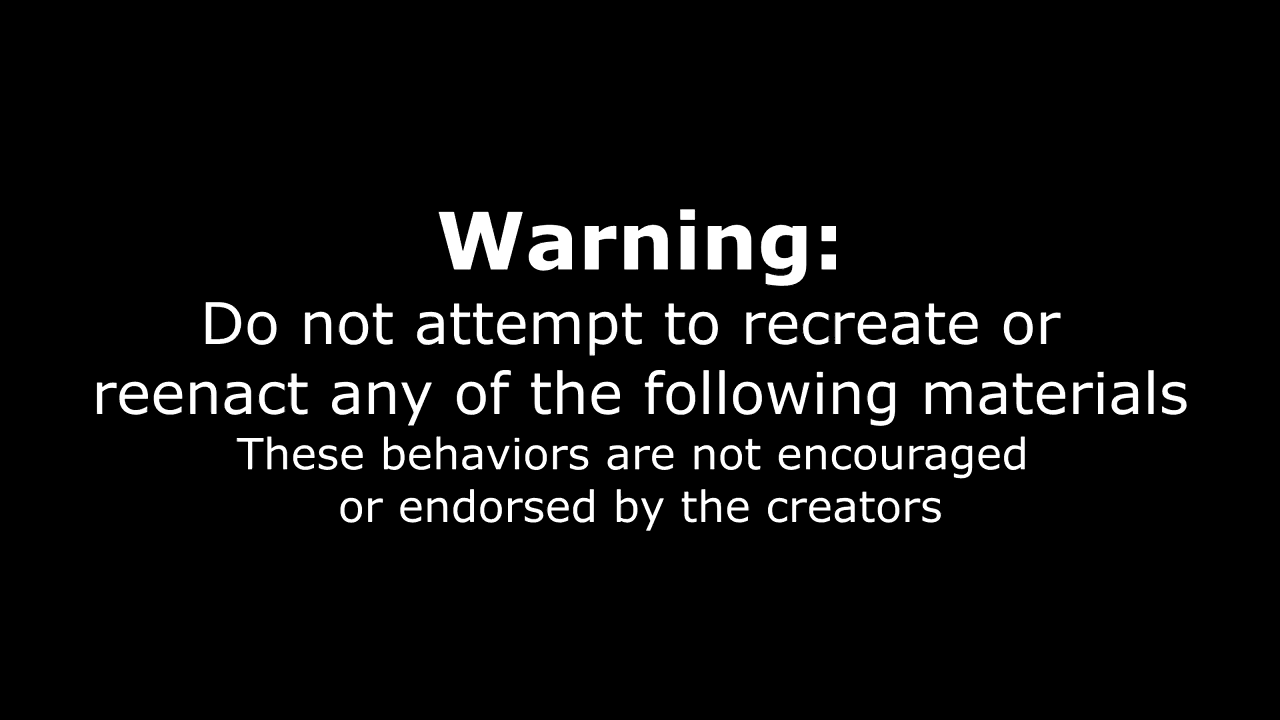 Warning:
Do not attempt to recreate or
reenact any of the following materials
These behaviors are not encouraged
or endorsed by the creators